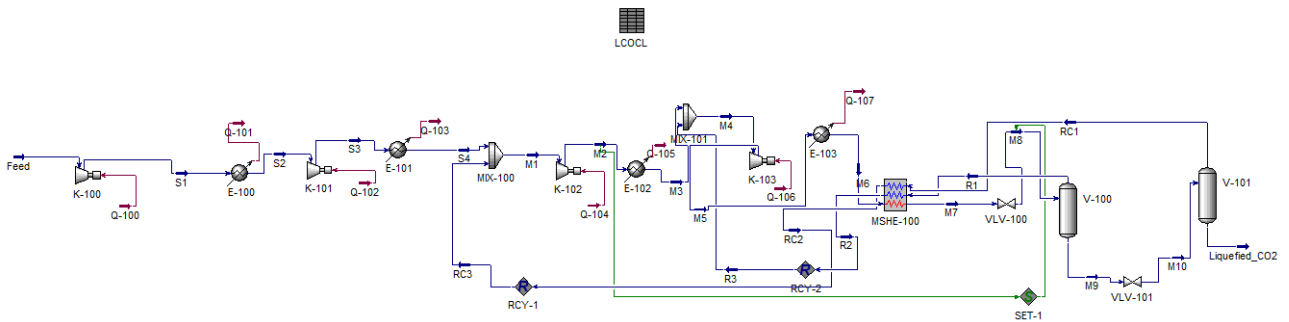 LCOCL
Feed
K-100
Q-100
S1
Q-101
E-100
S2
K-101
Q-102
S3
Q-103
E-101
S4
MIX-100
M1
K-102
Q-104
M2
Q-105
E-102
M3
MIX-101
M4
K-103
Q-106
M5
Q-107
E-103
M6
MSHE-100
M7
VLV-100
M8
RC1
R1
V-100
V-101
Liquefied_CO2
M9
VLV-101
M10
RC2
R2
R3
R
RCY-2
RC3
R
RCY-1
S
SET-1